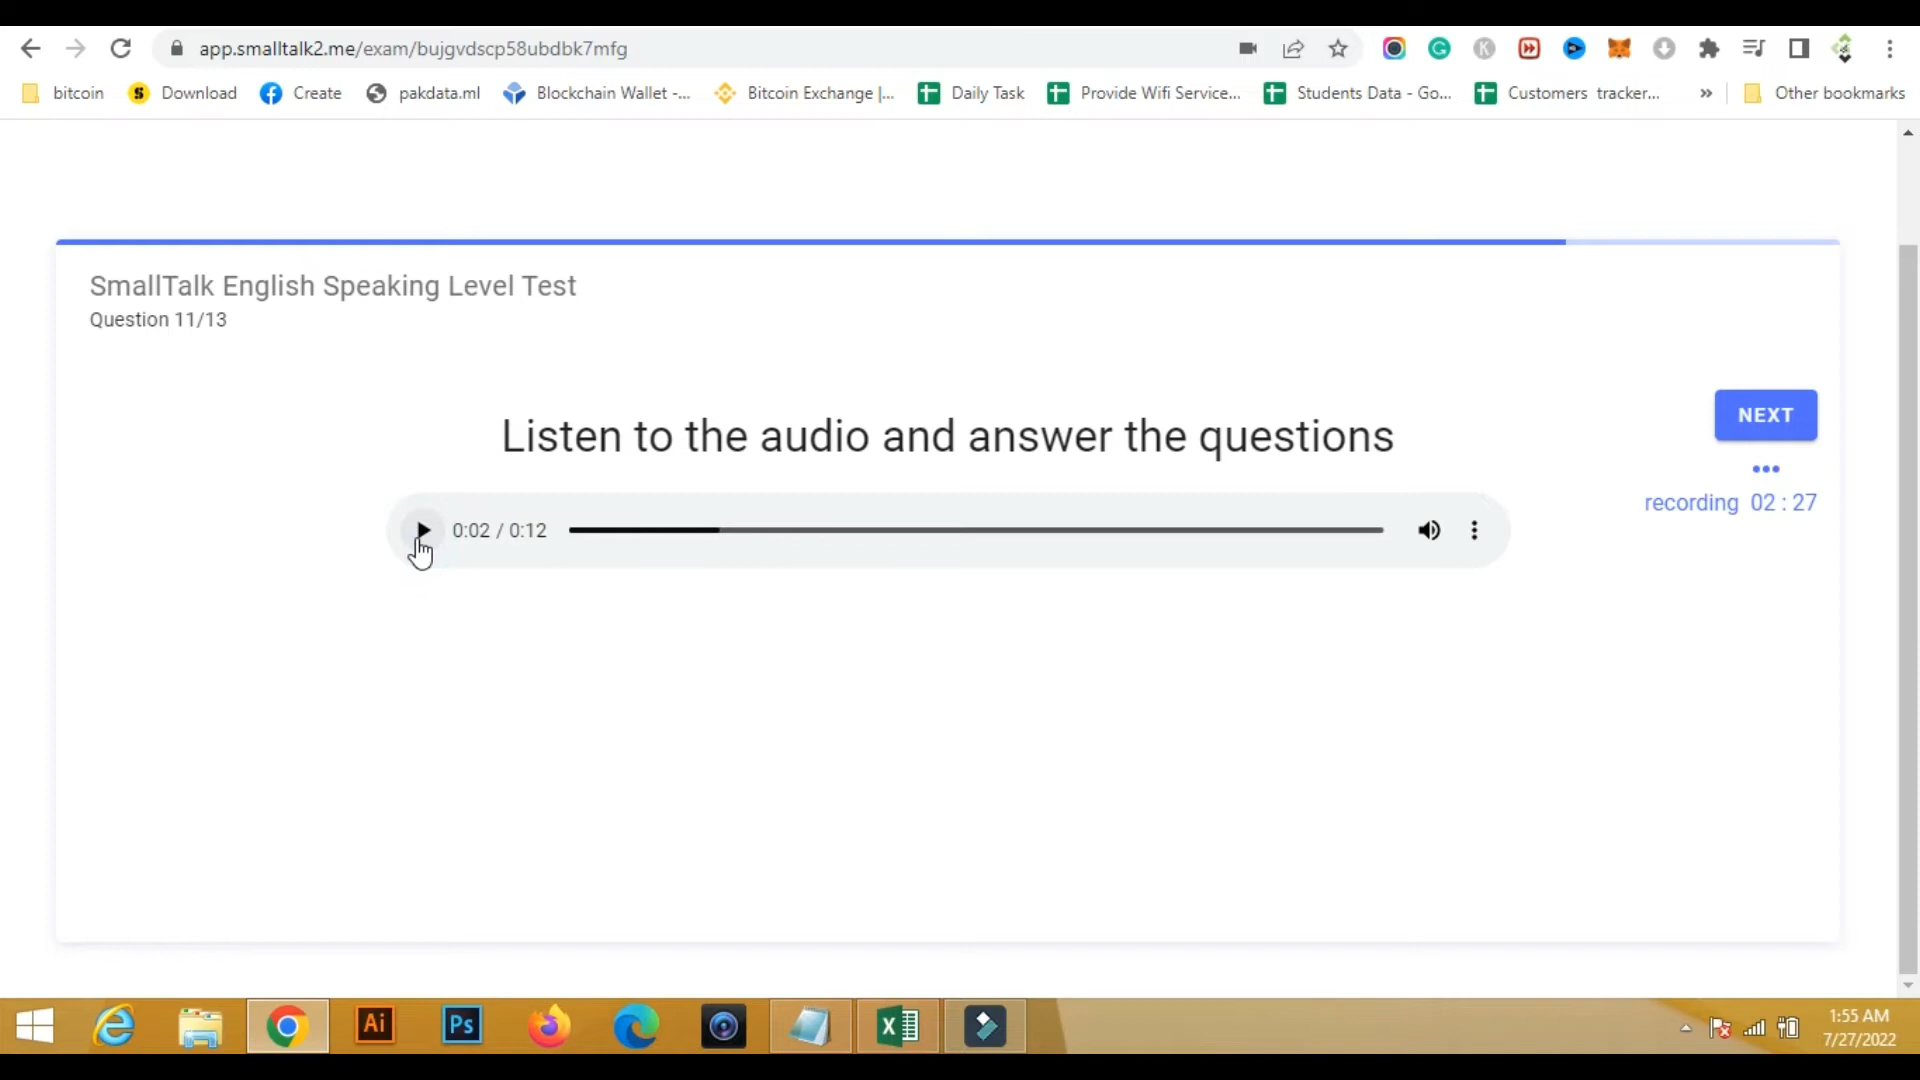 app.smalltalk2.me/exam/bujgvdscp58ubdbk7mfg
bitcoin
Download
Create
pakdata.ml
Blockchain Wallet -...
Bitcoin Exchange |...
Daily Task
Provide Wifi Service...
Students Data - Go...
Customers tracker...
»
Other bookmarks
SmallTalk English Speaking Level Test
Question 11/13
Listen to the audio and answer the questions
NEXT
recording 02 : 27
0:02 / 0:12
Ai
Ps
1:55 AM
7/27/2022